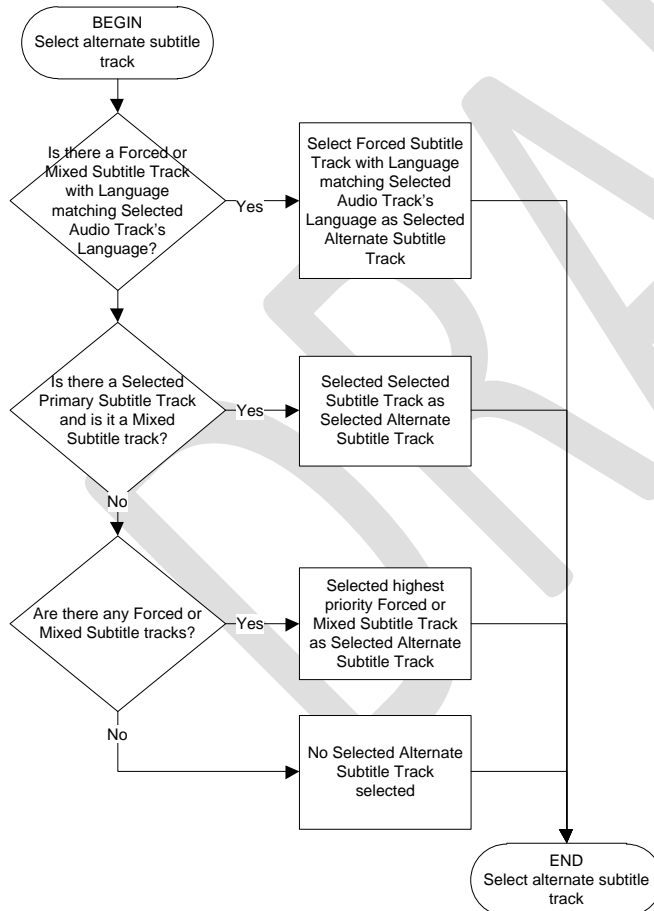 BEGIN
Select alternate subtitle
track
Is there a Forced or
Mixed Subtitle Track
with Language
matching Selected
Audio Track's
Language?
Yes
Select Forced Subtitle
Track with Language
matching Selected
Audio Track's
Language as Selected
Alternate Subtitle
Track
Is there a Selected
Primary Subtitle Track
and is it a Mixed
Subtitle track?
Yes
Selected Selected
Subtitle Track as
Selected Alternate
Subtitle Track
No
Are there any Forced or
Mixed Subtitle tracks?
Yes
Selected highest
priority Forced or
Mixed Subtitle Track
as Selected Alternate
Subtitle Track
No
No Selected Alternate
Subtitle Track
selected
END
Select alternate subtitle
track